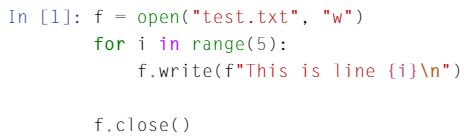 In [1]: f = open("test.txt", "w")
        for i in range(5):
            f.write(f"This is line {i}\n")

        f.close()